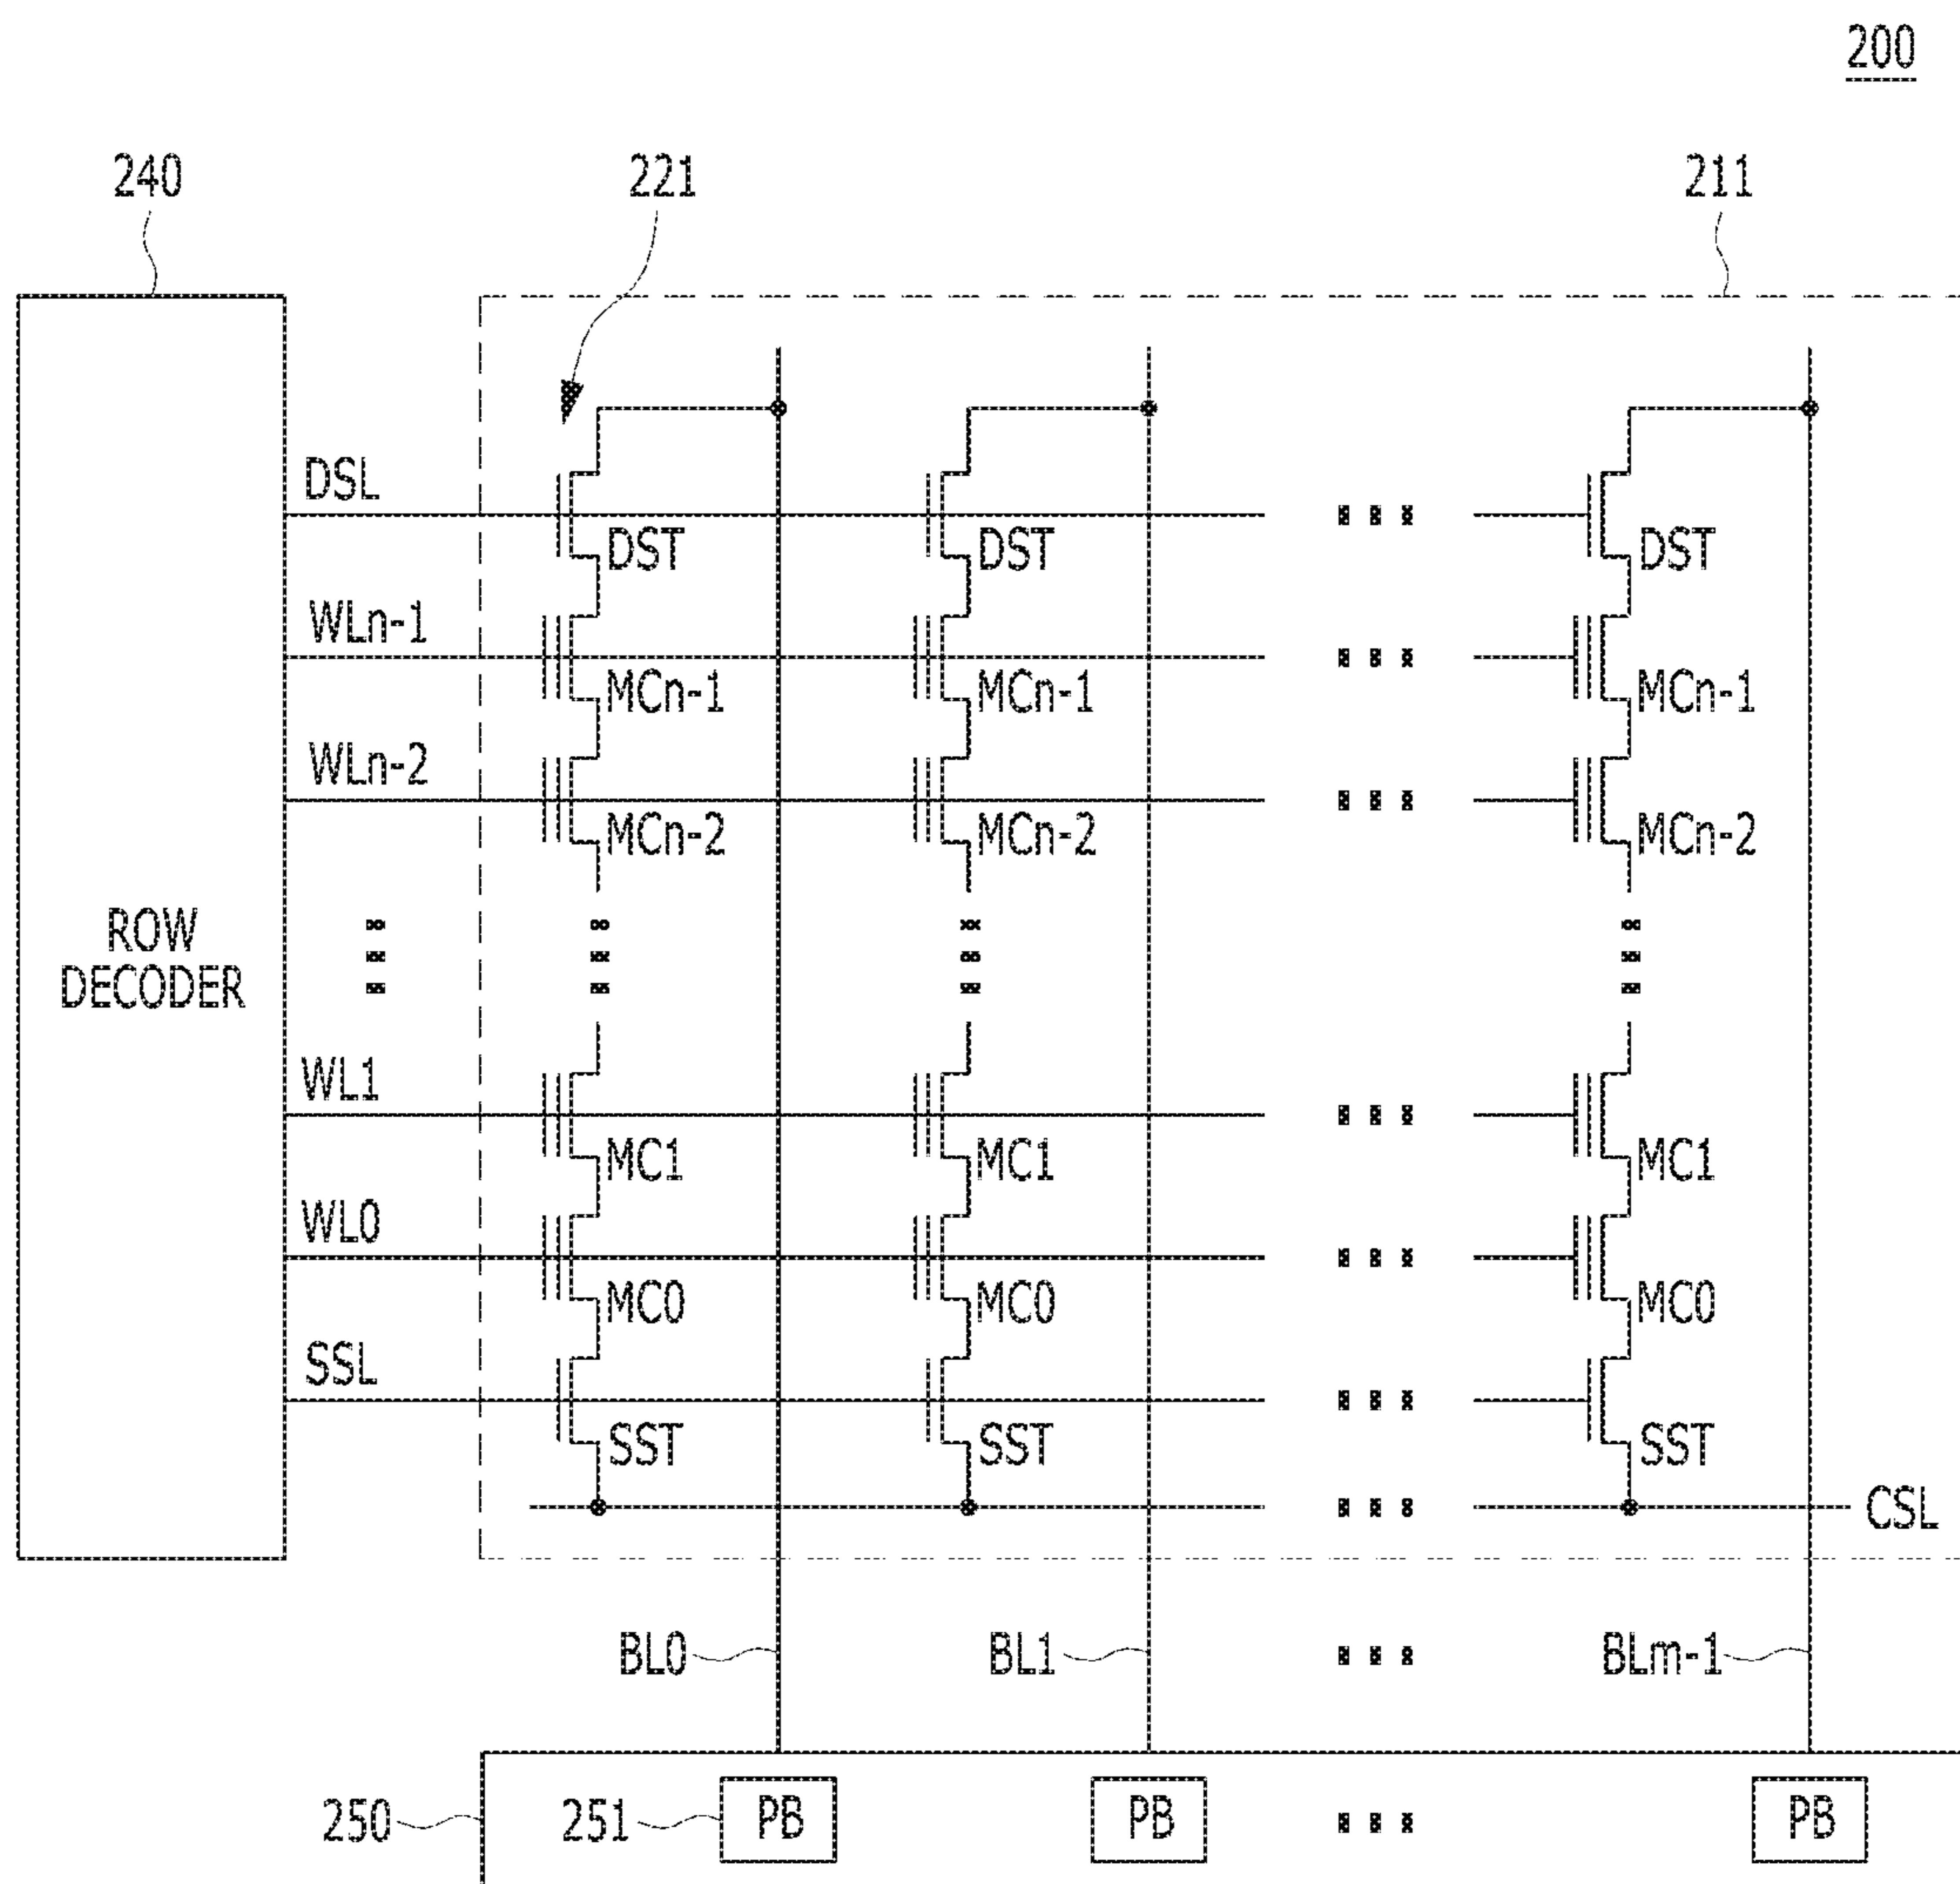 200
240 221 211
DSL
DST DST DST
WLn-1
MCn-1 MCn-1 MCn-1
WLn-2
MCn-2 MCn-2 MCn-2
ROW
DECODER
WL1
MC1 MC1 MC1
WL0
MC0 MC0 MC0
SSL
SST SST SST
CSL
BL0 BL1 BLm-1
250 251 PB PB PB